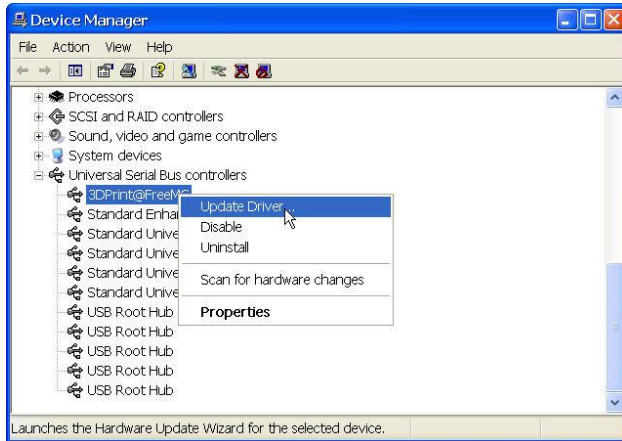 Device Manager
File Action View Help
Processors
SCSI and RAID controllers
Sound, video and game controllers
System devices
Universal Serial Bus controllers
3DPrint@FreeMC
Standard Enha
Standard Unive
Standard Unive
Standard Unive
Standard Unive
USB Root Hub
USB Root Hub
USB Root Hub
USB Root Hub
USB Root Hub
Update Driver...
Disable
Uninstall
Scan for hardware changes
Properties
Launches the Hardware Update Wizard for the selected device.